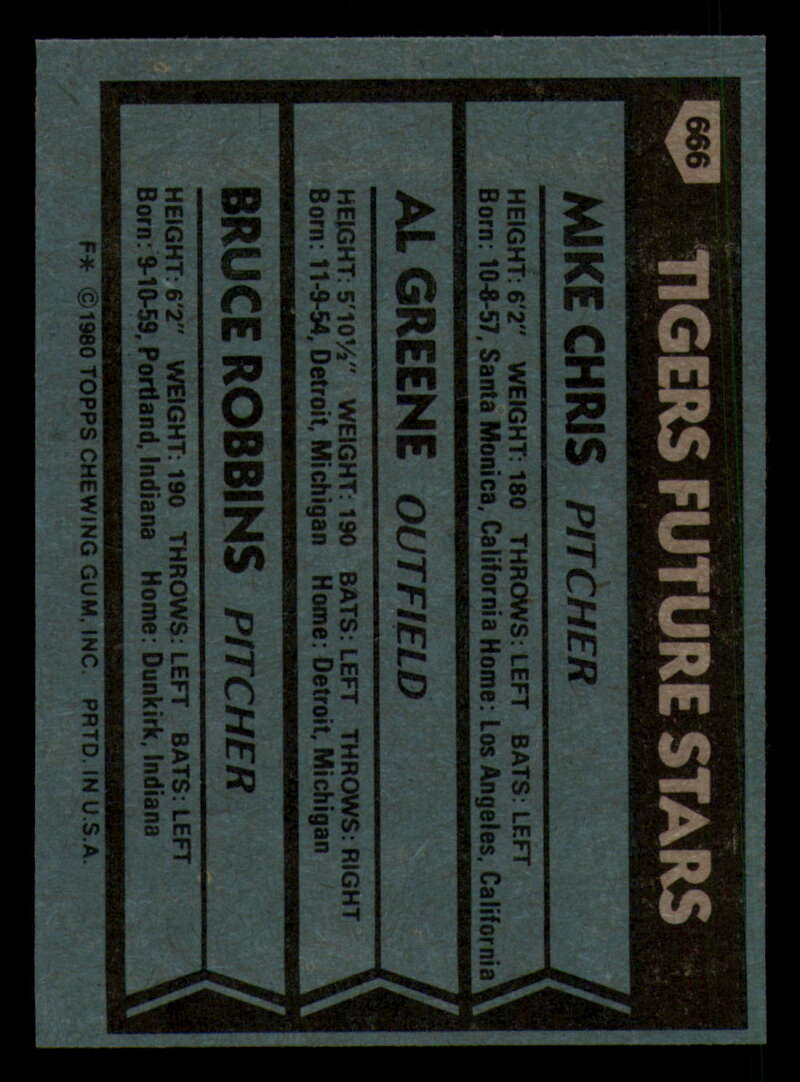 666
TIGERS FUTURE STARS
MIKE CHRIS PITCHER
HEIGHT: 6'2" WEIGHT: 180 THROWS: LEFT BATS: LEFT
Born: 10-8-57, Santa Monica, California Home: Los Angeles, California
AL GREENE OUTFIELD
HEIGHT: 5'10½" WEIGHT: 190 BATS: LEFT THROWS: RIGHT
Born: 11-9-54, Detroit, Michigan Home: Detroit, Michigan
BRUCE ROBBINS PITCHER
HEIGHT: 6'2" WEIGHT: 190 THROWS: LEFT BATS: LEFT
Born: 9-10-59, Portland, Indiana Home: Dunkirk, Indiana
F* ©1980 TOPPS CHEWING GUM, INC. PRTD. IN U.S.A.